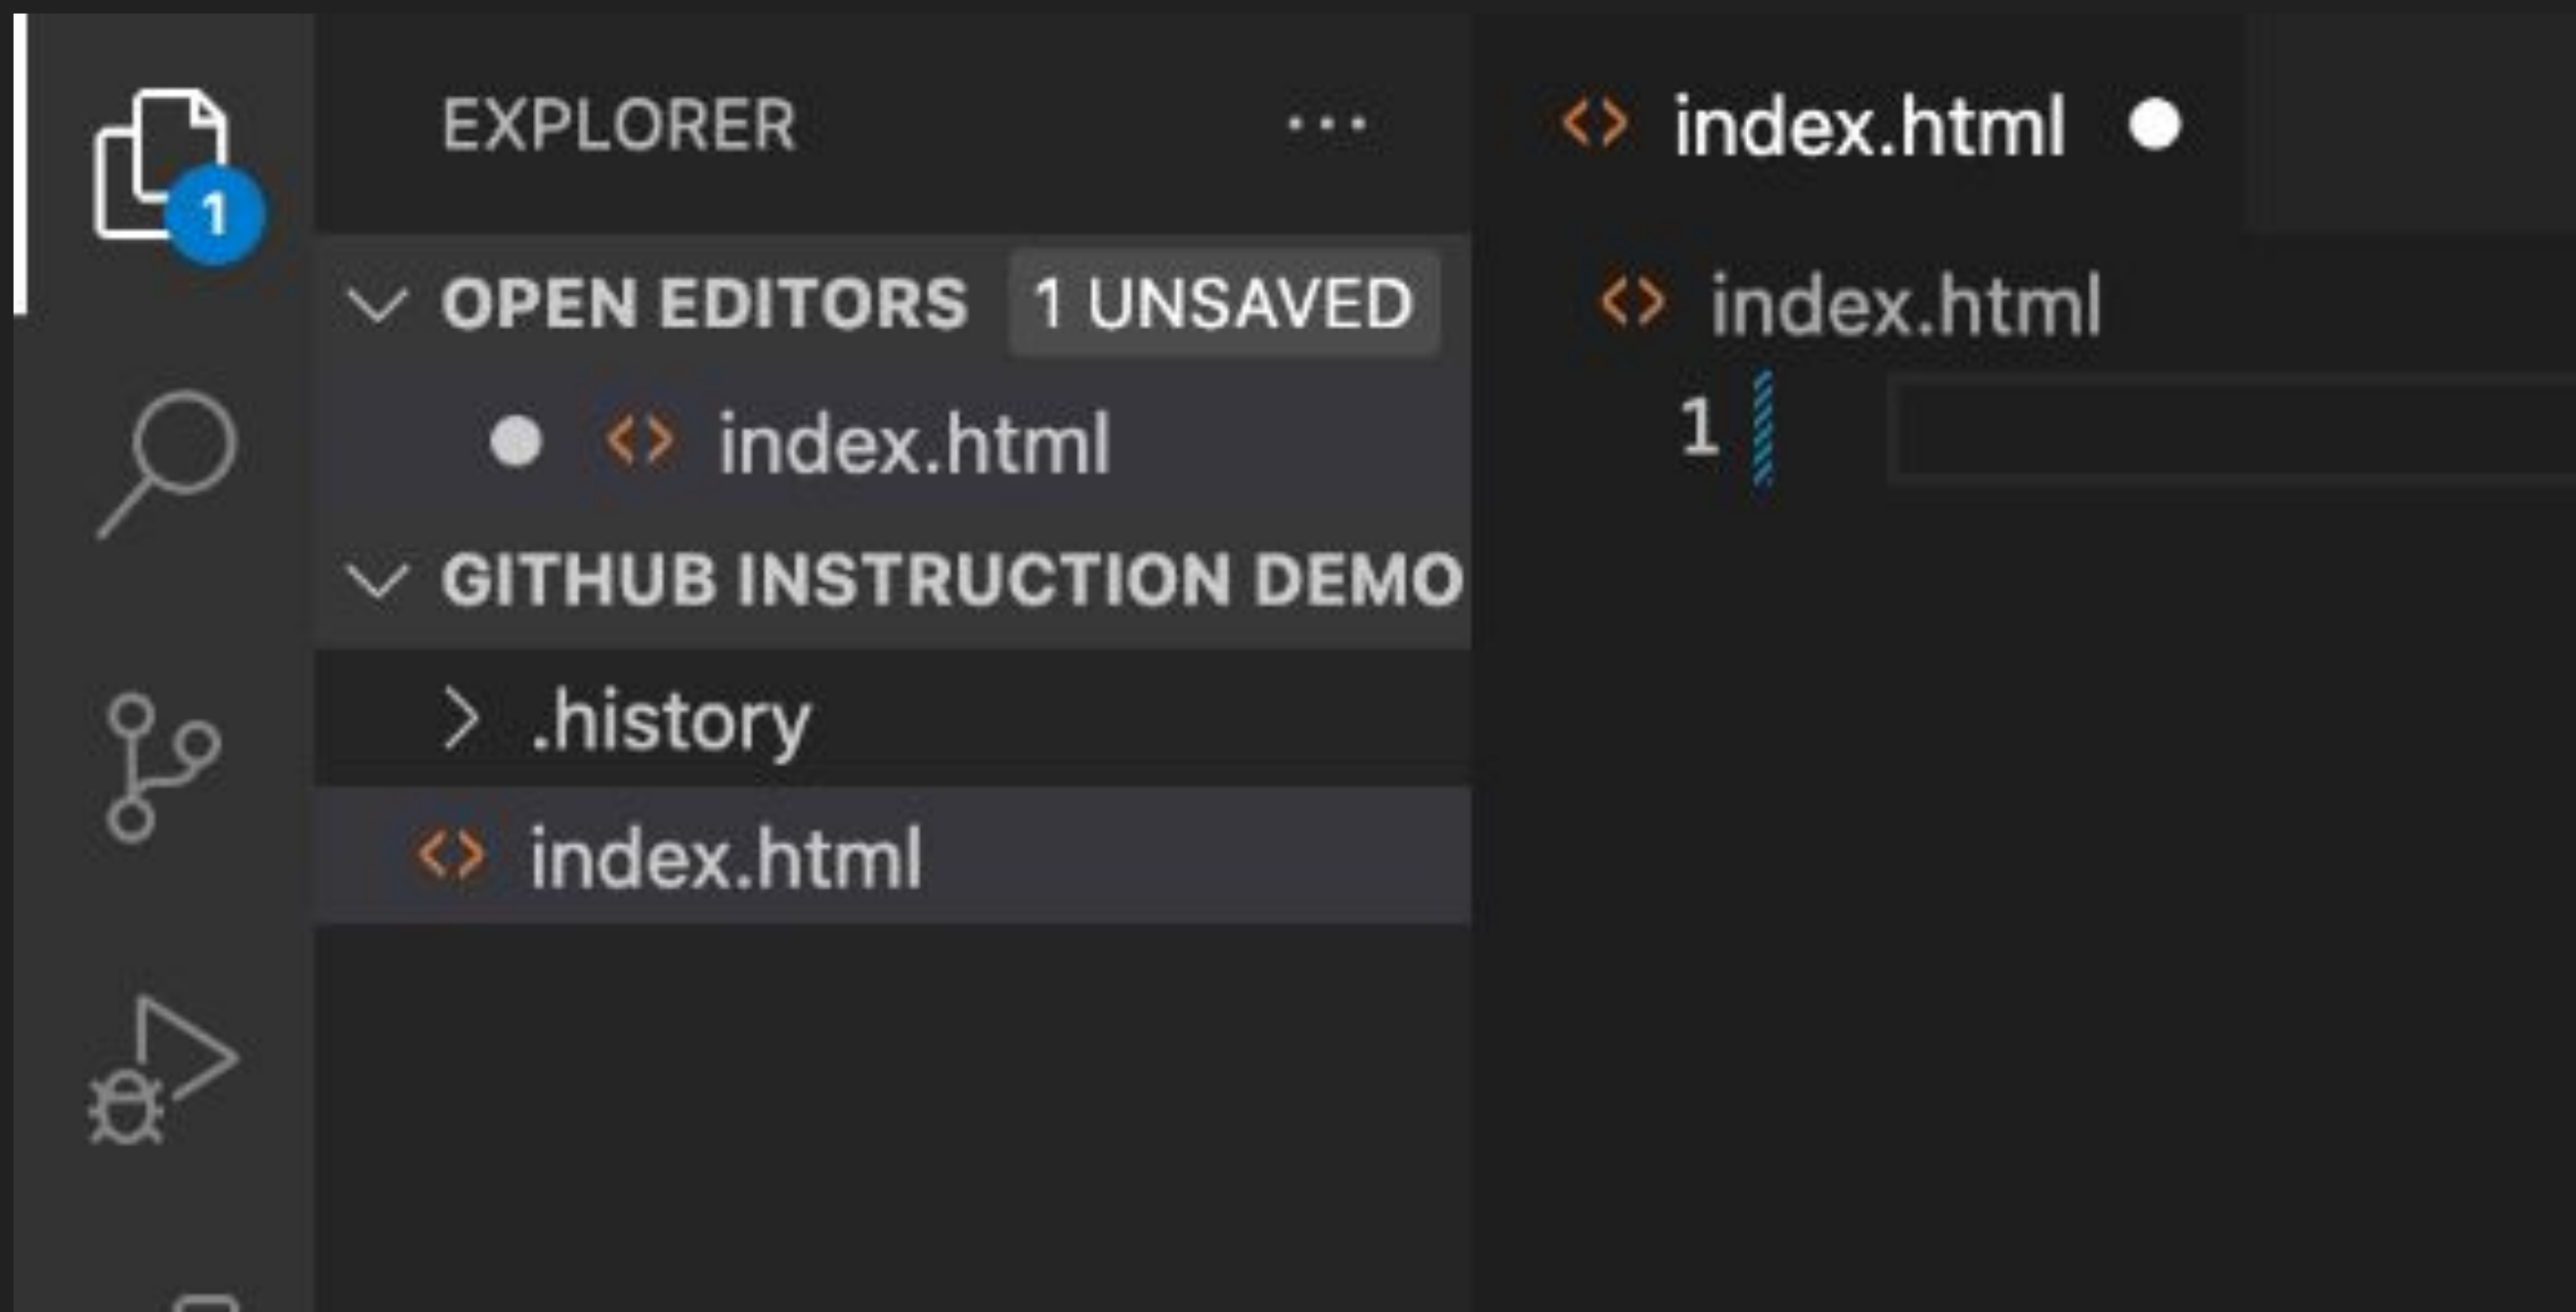 EXPLORER
1
OPEN EDITORS 1 UNSAVED
index.html
GITHUB INSTRUCTION DEMO
.history
index.html
index.html
index.html
1